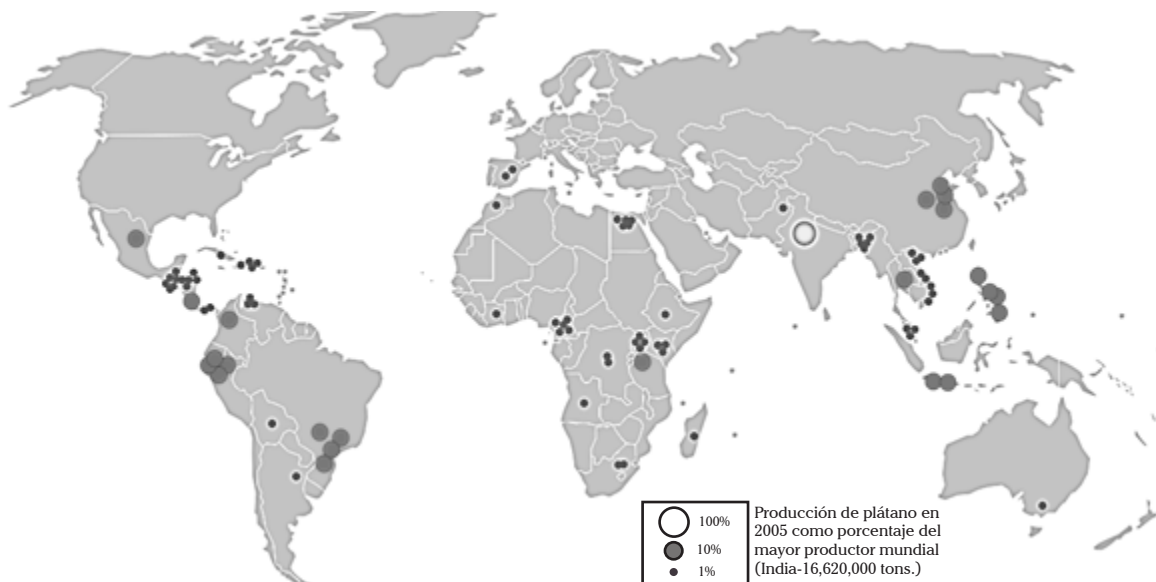 100%
10%
1%
Producción de plátano en
2005 como porcentaje del
mayor productor mundial
(India-16,620,000 tons.)